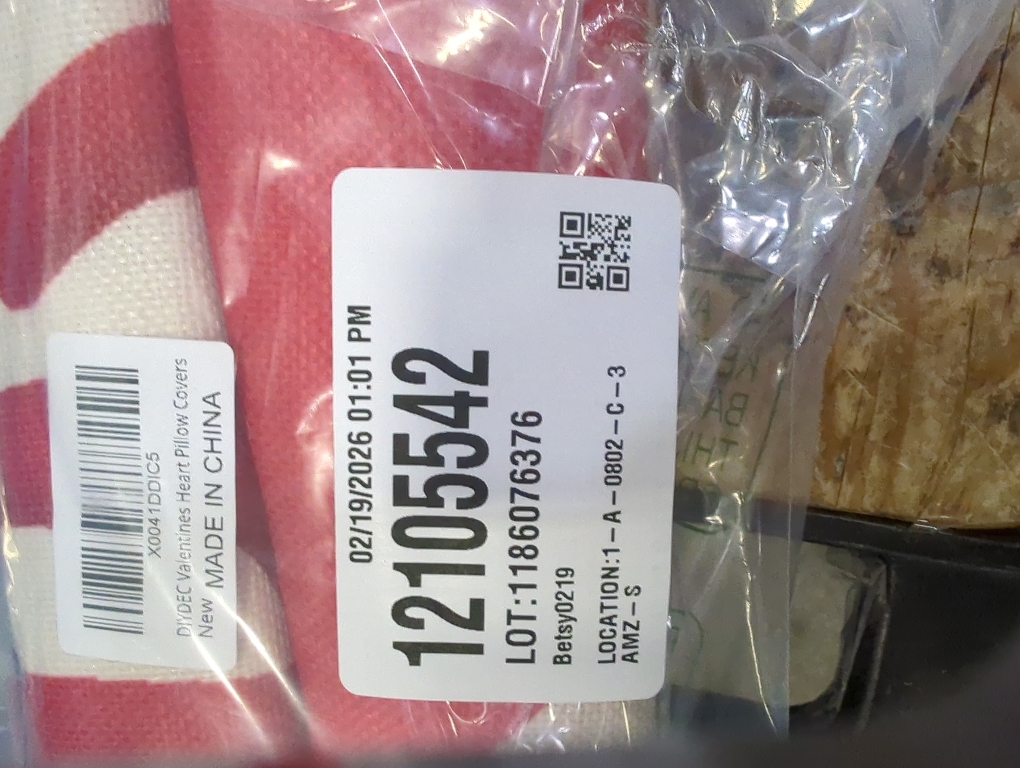 X0041DDIC5
DIYDEC Valentines Heart Pillow Covers
New MADE IN CHINA
02/19/2026 01:01 PM
12105542
LOT:1186076376
Betsy0219
LOCATION:1-A-0802-C-3
AMZ-S